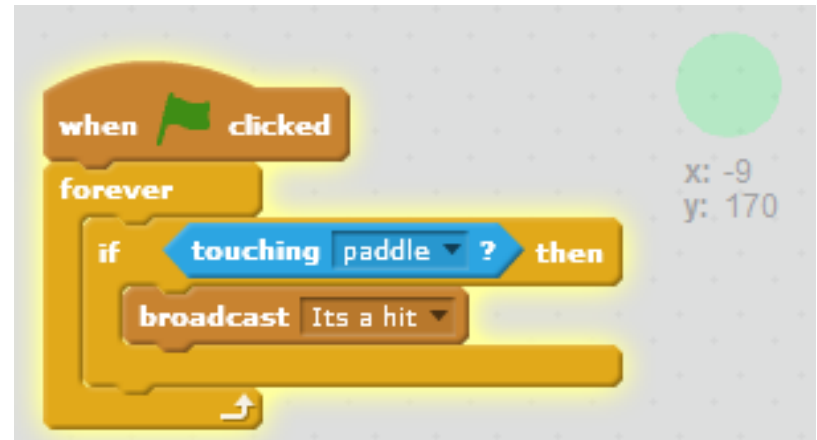 when clicked
forever
if touching paddle ? then
broadcast Its a hit
x: -9
y: 170